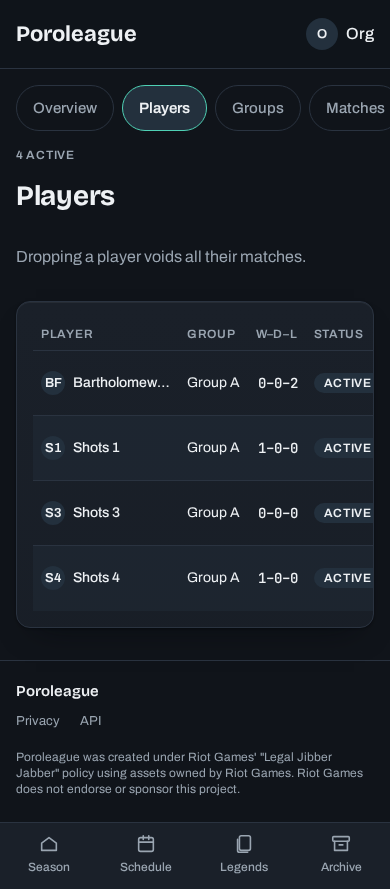 Poroleague
O Org
Overview Players Groups Matches
4 ACTIVE
Players
Dropping a player voids all their matches.
PLAYER GROUP W–D–L STATUS
BF Bartholomew... Group A 0–0–2 ACTIVE
S1 Shots 1 Group A 1–0–0 ACTIVE
S3 Shots 3 Group A 0–0–0 ACTIVE
S4 Shots 4 Group A 1–0–0 ACTIVE
Poroleague
Privacy API
Poroleague was created under Riot Games' "Legal Jibber
Jabber" policy using assets owned by Riot Games. Riot Games
does not endorse or sponsor this project.
Season Schedule Legends Archive